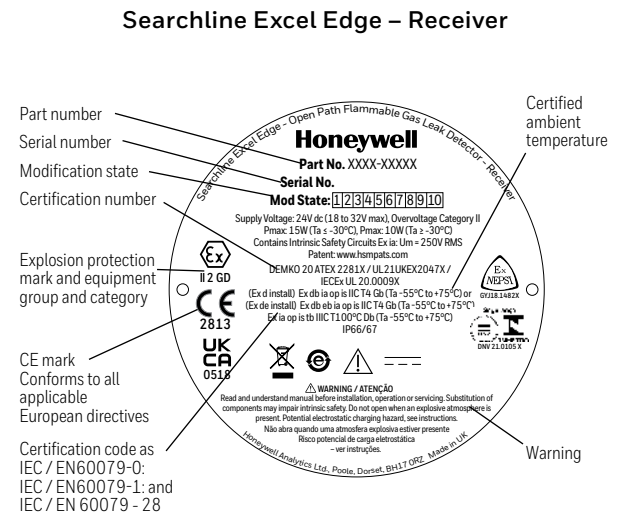 Searchline Excel Edge – Receiver
Part number
Serial number
Modification state
Certification number
Explosion protection
mark and equipment
group and category
CE mark
Conforms to all
applicable
European directives
Certification code as
IEC / EN60079-0:
IEC / EN60079-1: and
IEC / EN 60079 - 28
Certified
ambient
temperature
Warning
Searchline Excel Edge - Open Path Flammable Gas Leak Detector - Receiver
Honeywell
Part No. XXXX-XXXXX
Serial No.
Mod State: 1 2 3 4 5 6 7 8 9 10
Supply Voltage: 24V dc (18 to 32V max), Overvoltage Category II
Pmax: 15W (Ta ≤ -30°C), Pmax: 10W (Ta ≥ -30°C)
Contains Intrinsic Safety Circuits Ex ia: Um = 250V RMS
Patent: www.hsmpats.com
DEMKO 20 ATEX 2281X / UL21UKEX2047X /
IECEx UL 20.0009X
(Ex d install) Ex db ia op is IIC T4 Gb (Ta -55°C to +75°C) or
(Ex de install) Ex db eb ia op is IIC T4 Gb (Ta -55°C to +75°C)
Ex ia op is tb IIIC T100°C Db (Ta -55°C to +75°C)
IP66/67
Ex
II 2 GD
CE
2813
UK
CA
0518
Ex
NEPSI
GYJ18.1482X
DNV 21.0105 X
e
WARNING / ATENÇÃO
Read and understand manual before installation, operation or servicing. Substitution of
components may impair intrinsic safety. Do not open when an explosive atmosphere is
present. Potential electrostatic charging hazard, see instructions.
Não abra quando uma atmosfera explosiva estiver presente
Risco potencial de carga eletrostática
– ver instruções.
Honeywell Analytics Ltd., Poole, Dorset, BH17 0RZ Made in UK